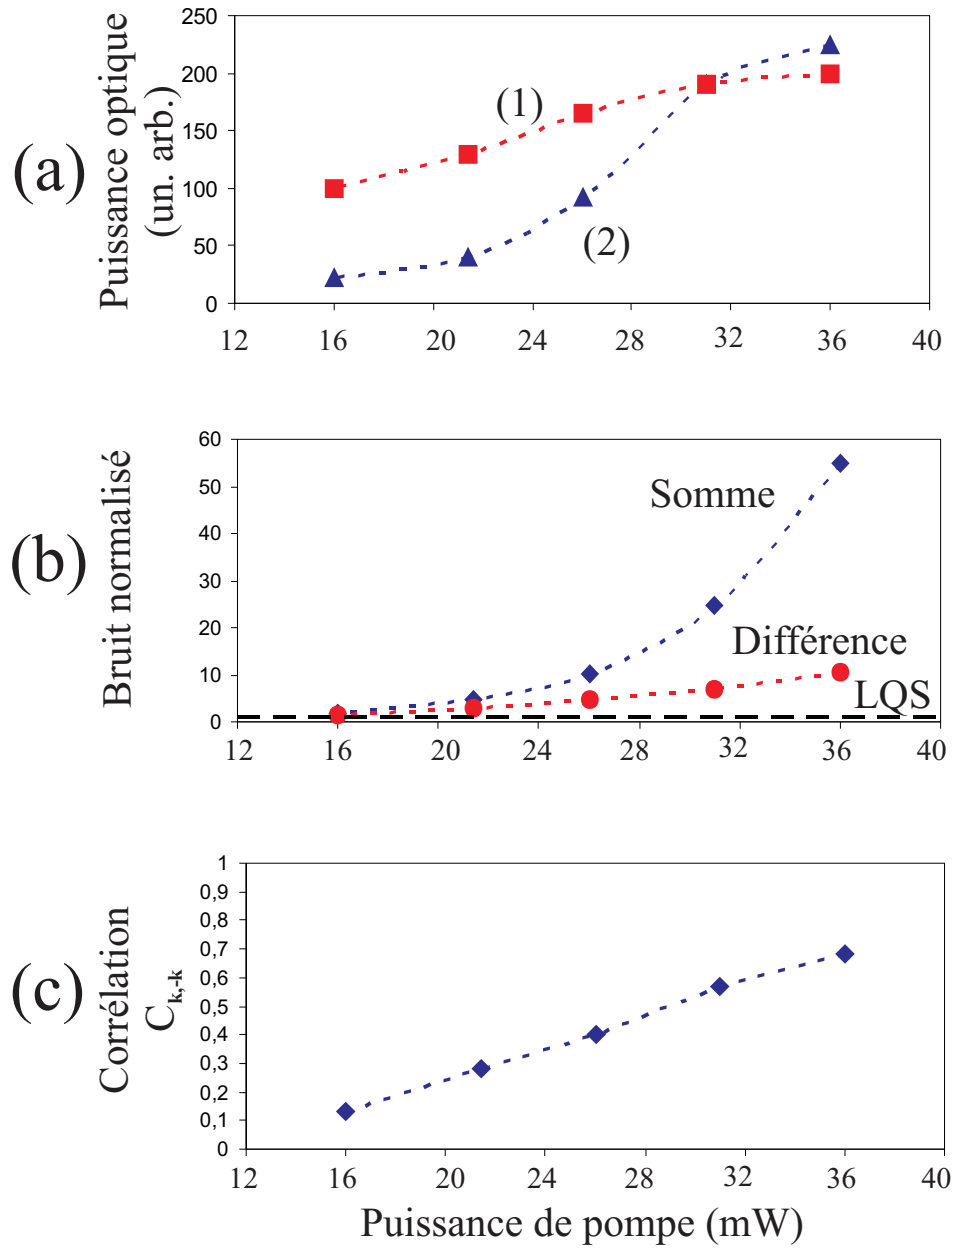 (a)
Puissance optique
(un. arb.)
250
200
150
100
50
0
(1)
(2)
12 16 20 24 28 32 36 40
(b)
Bruit normalisé
60
50
40
30
20
10
0
Somme
Différence
LQS
12 16 20 24 28 32 36 40
(c)
Corrélation
C k,-k
1
0,9
0,8
0,7
0,6
0,5
0,4
0,3
0,2
0,1
0
12 16 20 24 28 32 36 40
Puissance de pompe (mW)